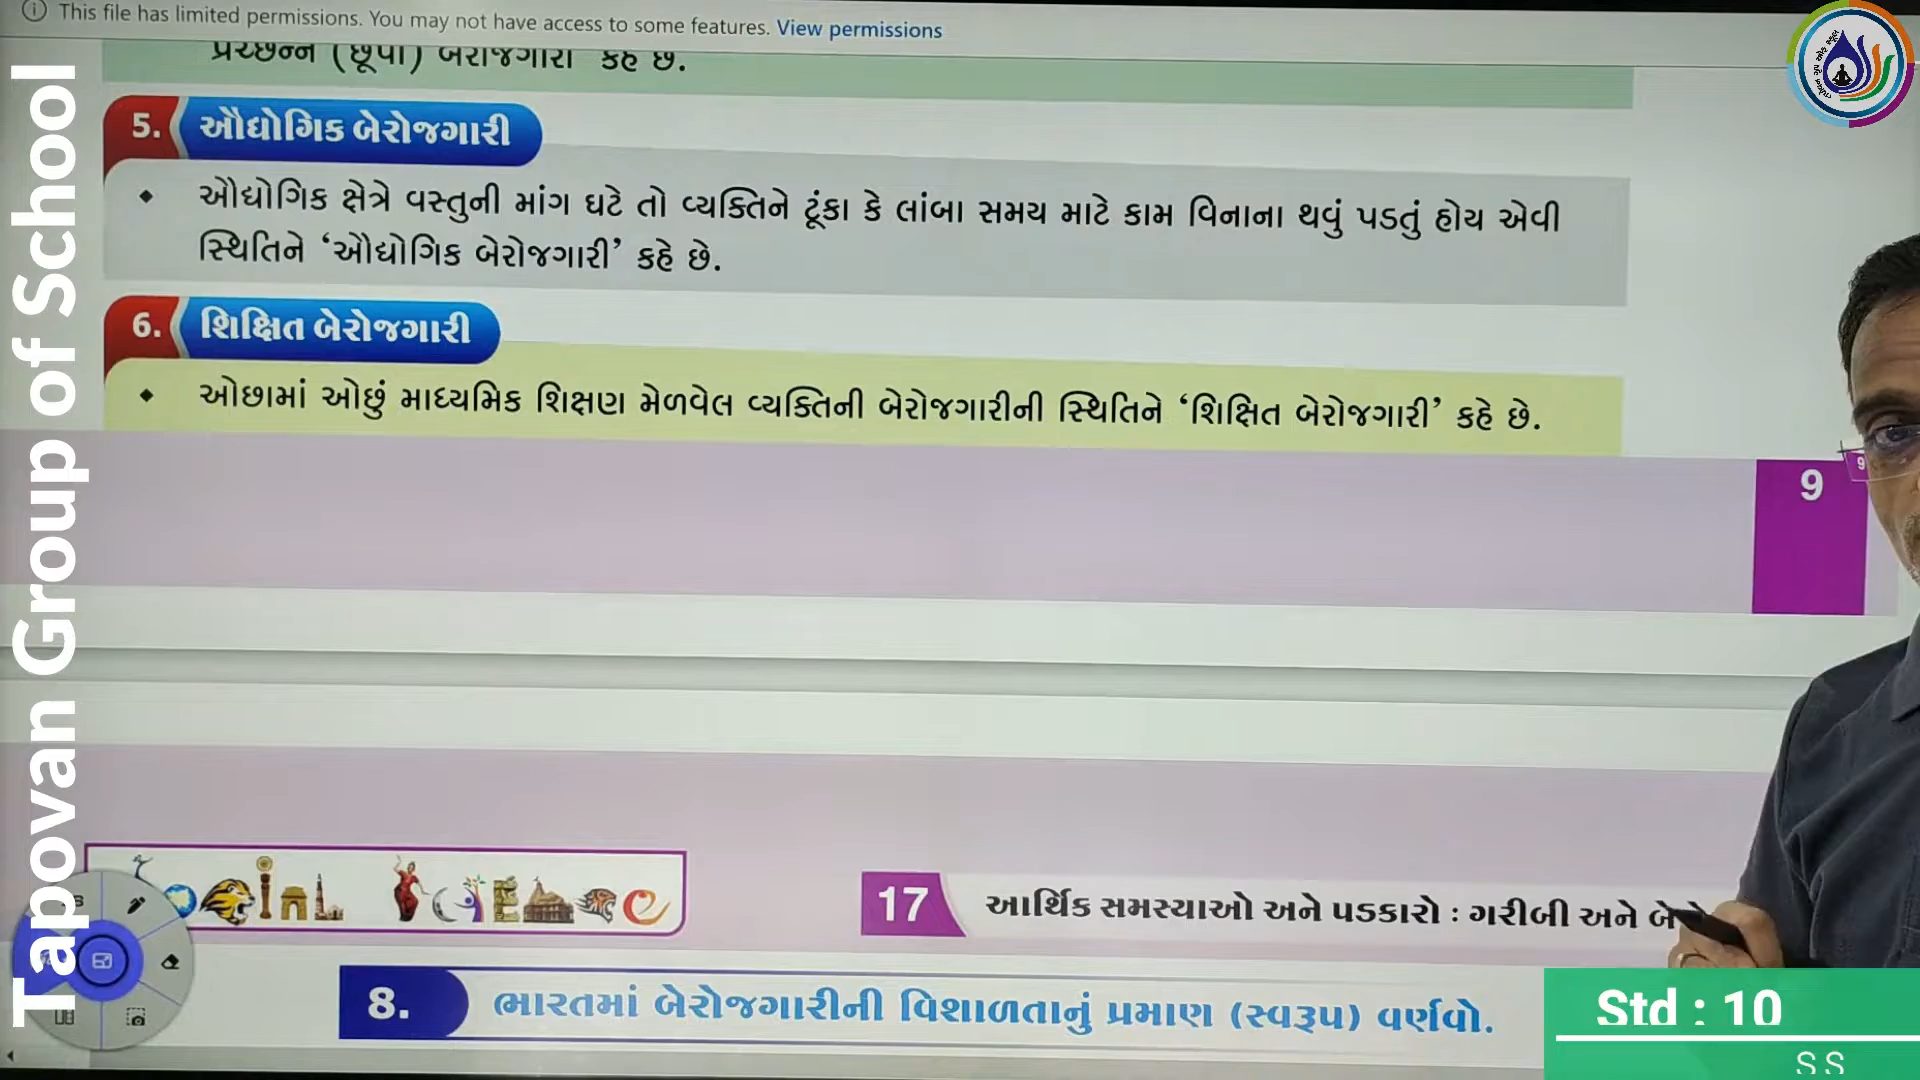 This file has limited permissions. You may not have access to some features. View permissions
પ્રચ્છન્ન (છૂપી) બેરોજગારી કહે છે.
5. ઔદ્યોગિક બેરોજગારી
ઔદ્યોગિક ક્ષેત્રે વસ્તુની માંગ ઘટે તો વ્યક્તિને ટૂંકા કે લાંબા સમય માટે કામ વિનાના થવું પડતું હોય એવી
સ્થિતિને ‘ઔદ્યોગિક બેરોજગારી’ કહે છે.
6. શિક્ષિત બેરોજગારી
ઓછામાં ઓછું માધ્યમિક શિક્ષણ મેળવેલ વ્યક્તિની બેરોજગારીની સ્થિતિને ‘શિક્ષિત બેરોજગારી’ કહે છે.
9
9
Social Science
17 આર્થિક સમસ્યાઓ અને પડકારો : ગરીબી અને
8. ભારતમાં બેરોજગારીની વિશાળતાનું પ્રમાણ (સ્વરૂપ) વર્ણવો.
Tapovan Group of School
Std : 10
S S